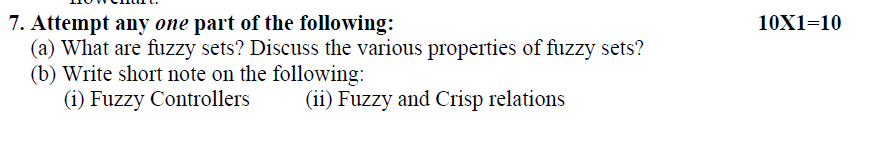 7. Attempt any one part of the following: 10X1=10
(a) What are fuzzy sets? Discuss the various properties of fuzzy sets?
(b) Write short note on the following:
(i) Fuzzy Controllers (ii) Fuzzy and Crisp relations